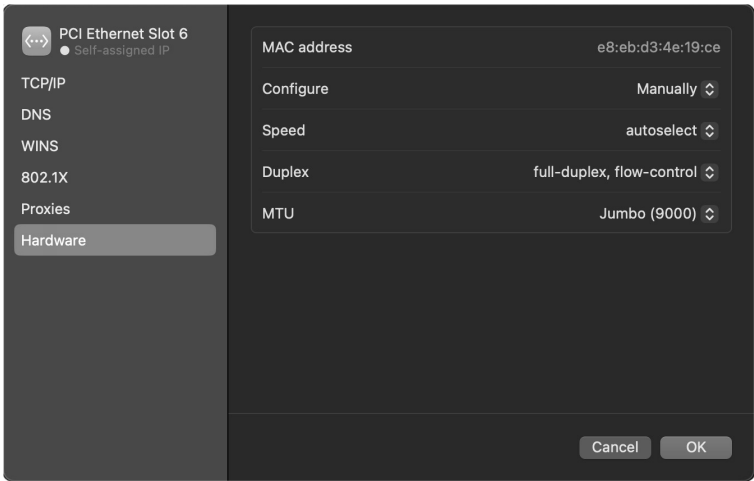 PCI Ethernet Slot 6
Self-assigned IP
TCP/IP
DNS
WINS
802.1X
Proxies
Hardware
MAC address e8:eb:d3:4e:19:ce
Configure Manually
Speed autoselect
Duplex full-duplex, flow-control
MTU Jumbo (9000)
Cancel OK